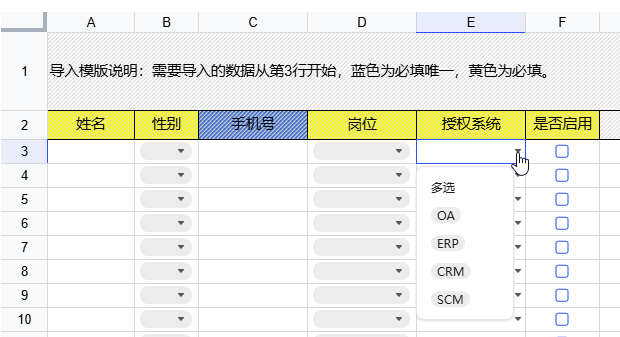 A B C D E F
1 导入模版说明：需要导入的数据从第3行开始，蓝色为必填唯一，黄色为必填。
2 姓名 性别 手机号 岗位 授权系统 是否启用
3
4
多选
5
OA
6
ERP
7
CRM
8
SCM
9
10